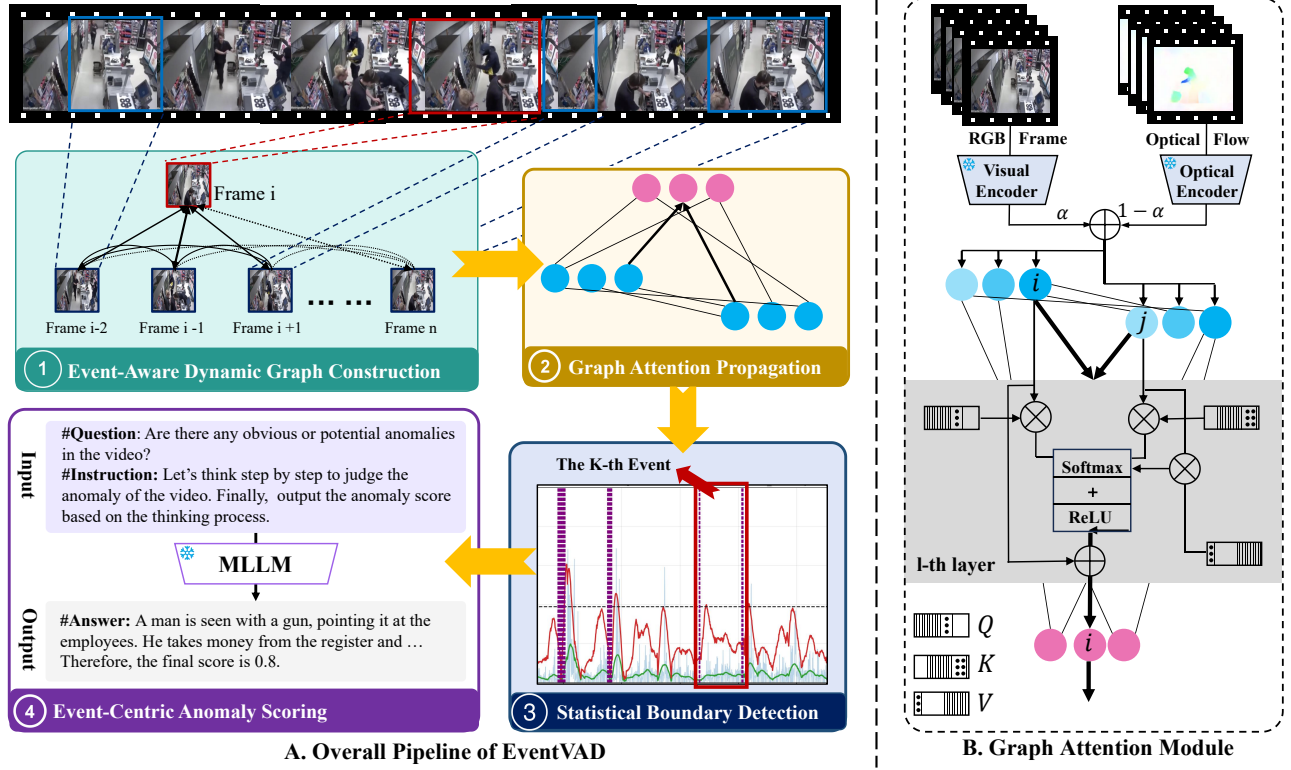 Frame i
Frame i-2
Frame i -1
Frame i +1
... ...
Frame n
1 Event-Aware Dynamic Graph Construction
2 Graph Attention Propagation
The K-th Event
3 Statistical Boundary Detection
Input
#Question: Are there any obvious or potential anomalies
in the video?
#Instruction: Let's think step by step to judge the
anomaly of the video. Finally, output the anomaly score
based on the thinking process.
MLLM
Output
#Answer: A man is seen with a gun, pointing it at the
employees. He takes money from the register and …
Therefore, the final score is 0.8.
4 Event-Centric Anomaly Scoring
A. Overall Pipeline of EventVAD
RGB Frame
Optical Flow
Visual
Encoder
Optical
Encoder
α
1 − α
i
j
Softmax
+
ReLU
l-th layer
Q
K
V
i
B. Graph Attention Module